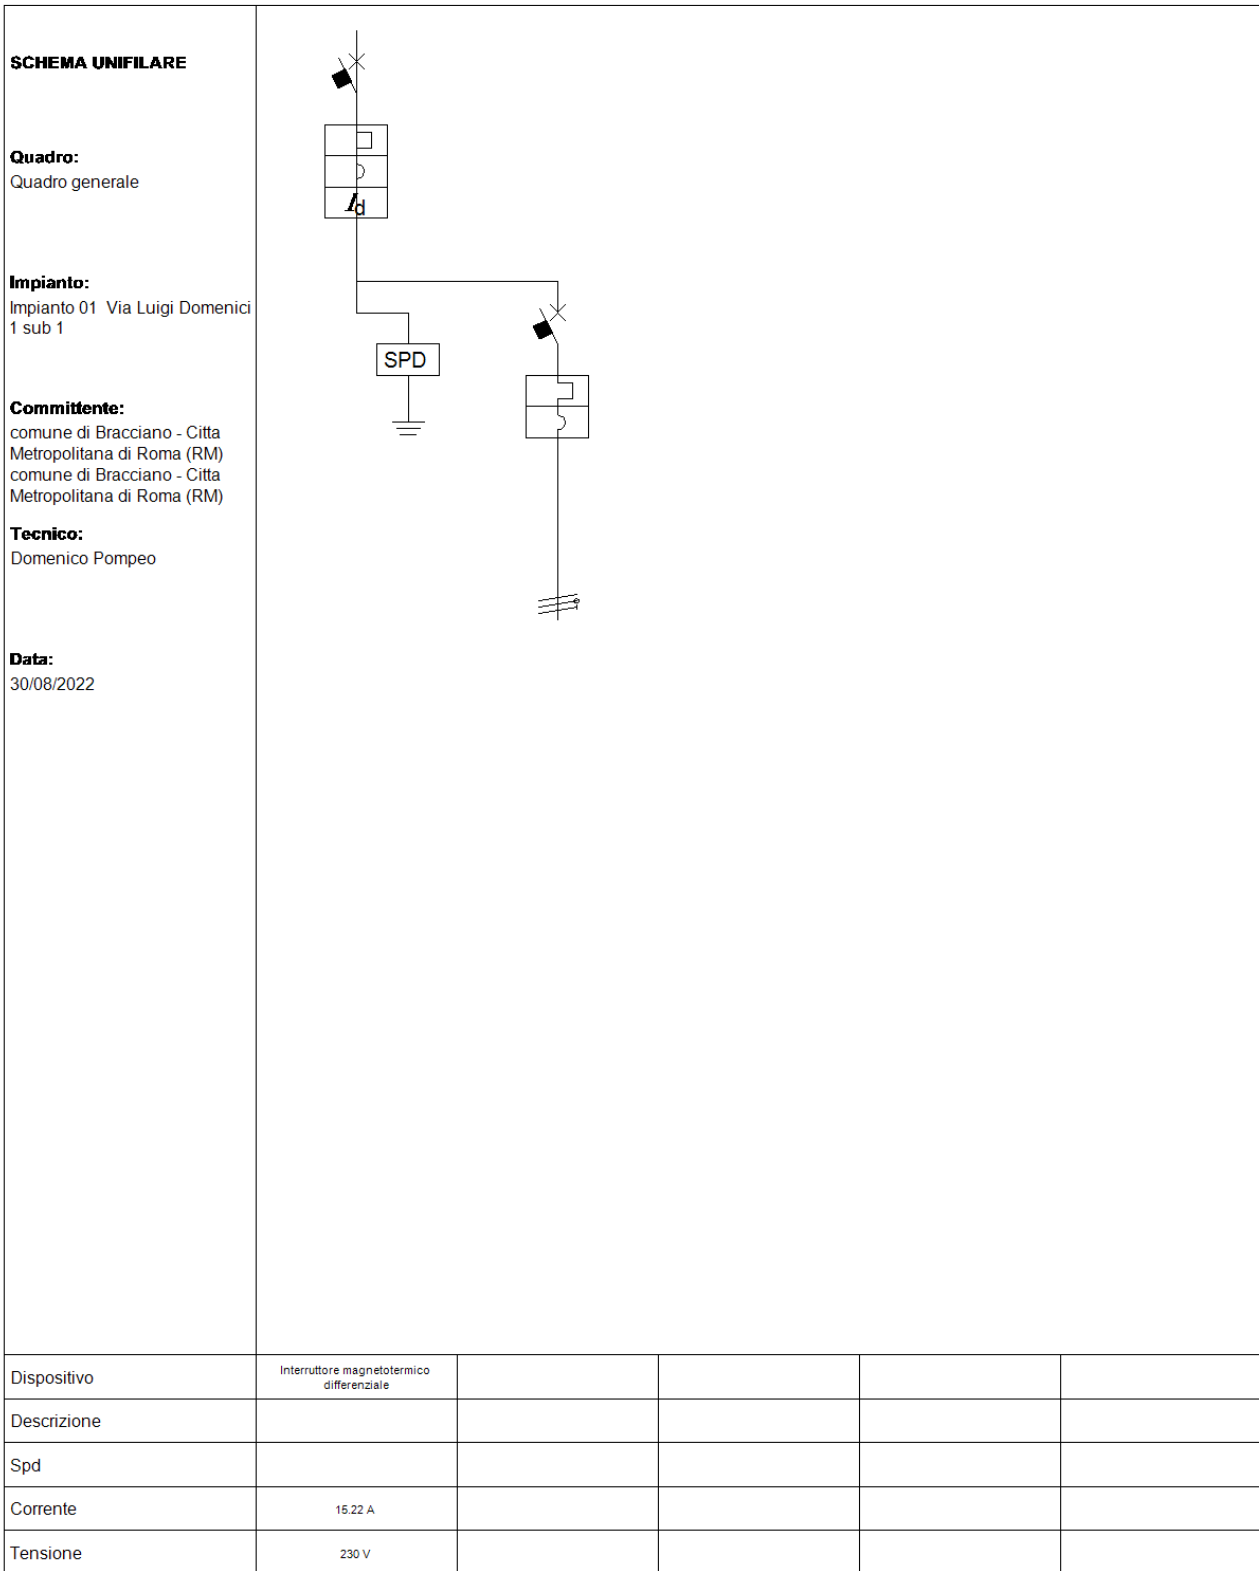 SCHEMA UNIFILARE
Quadro:
Quadro generale
Impianto:
Impianto 01  Via Luigi Domenici
1 sub 1
Committente:
comune di Bracciano - Citta
Metropolitana di Roma (RM)
comune di Bracciano - Citta
Metropolitana di Roma (RM)
Tecnico:
Domenico Pompeo
Data:
30/08/2022
Id
SPD
Dispositivo
Interruttore magnetotermico
differenziale
Descrizione
Spd
Corrente
15.22 A
Tensione
230 V